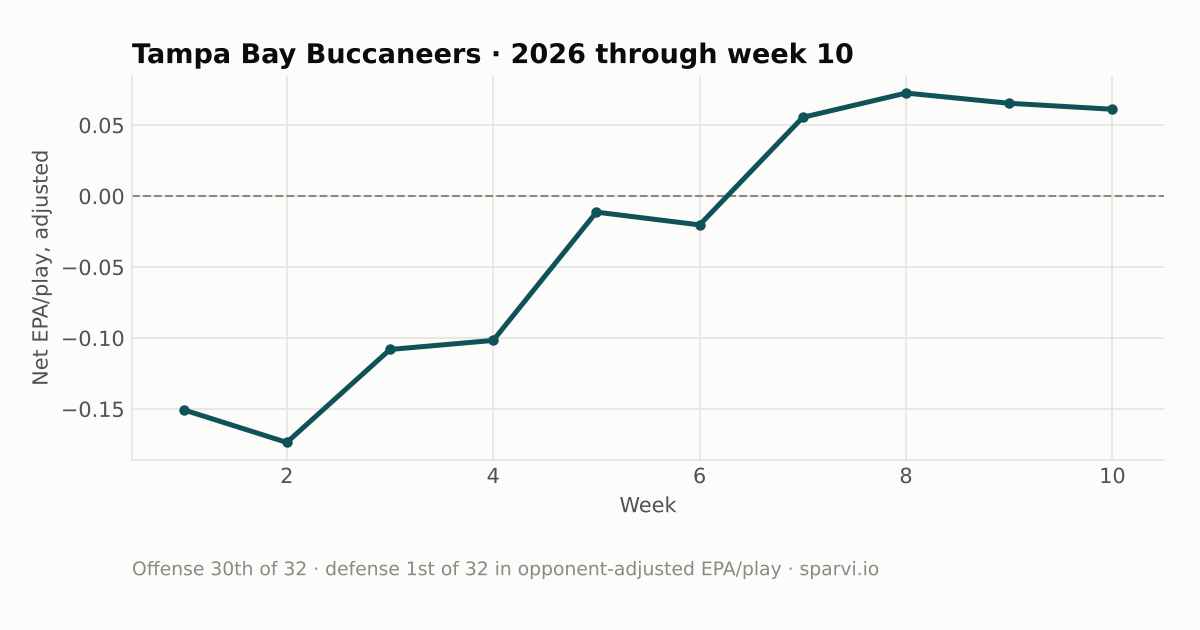 Tampa Bay Buccaneers · 2026 through week 10
Net EPA/play, adjusted
0.05
0.00
−0.05
−0.10
−0.15
2 4 6 8 10
Week
Offense 30th of 32 · defense 1st of 32 in opponent-adjusted EPA/play · sparvi.io